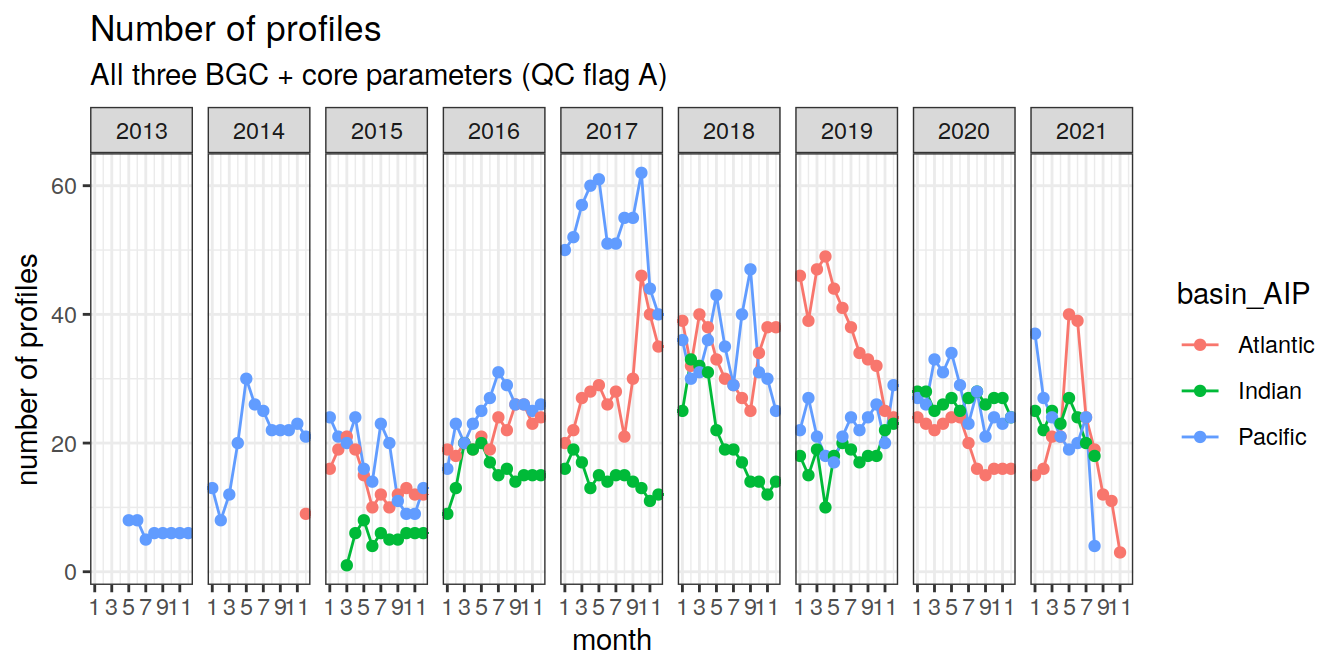 Number of profiles
All three BGC + core parameters (QC flag A)
2013 2014 2015 2016 2017 2018 2019 2020 2021
60
40
20
0
number of profiles
1 3 5 7 9 11 1 3 5 7 9 11 1 3 5 7 9 11 1 3 5 7 9 11 1 3 5 7 9 11 1 3 5 7 9 11 1 3 5 7 9 11 1 3 5 7 9 11 1 3 5 7 9 11
month
basin_AIP
Atlantic
Indian
Pacific